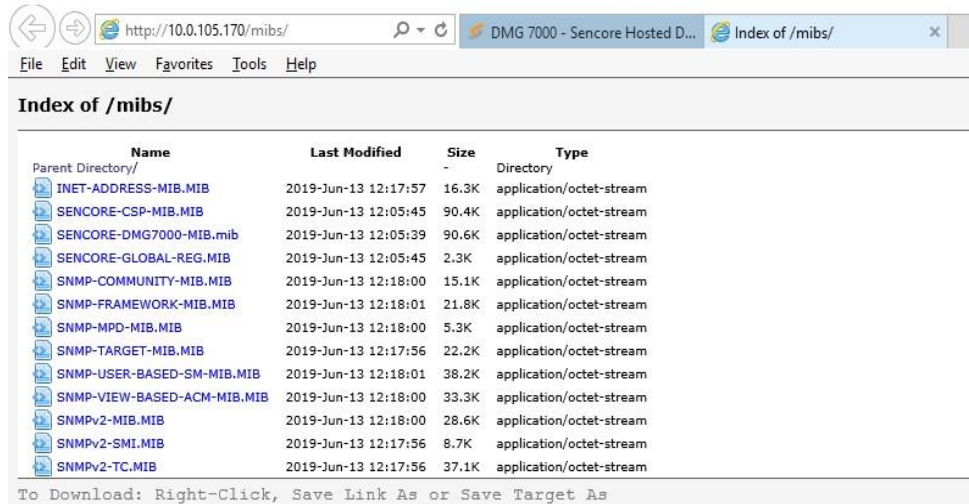 http://10.0.105.170/mibs/ DMG 7000 - Sencore Hosted D... Index of /mibs/
File Edit View Favorites Tools Help
Index of /mibs/
Name Last Modified Size Type
Parent Directory/ - Directory
INET-ADDRESS-MIB.MIB 2019-Jun-13 12:17:57 16.3K application/octet-stream
SENCORE-CSP-MIB.MIB 2019-Jun-13 12:05:45 90.4K application/octet-stream
SENCORE-DMG7000-MIB.mib 2019-Jun-13 12:05:39 90.6K application/octet-stream
SENCORE-GLOBAL-REG.MIB 2019-Jun-13 12:05:45 2.3K application/octet-stream
SNMP-COMMUNITY-MIB.MIB 2019-Jun-13 12:18:00 15.1K application/octet-stream
SNMP-FRAMEWORK-MIB.MIB 2019-Jun-13 12:18:01 21.8K application/octet-stream
SNMP-MPD-MIB.MIB 2019-Jun-13 12:18:00 5.3K application/octet-stream
SNMP-TARGET-MIB.MIB 2019-Jun-13 12:17:56 22.2K application/octet-stream
SNMP-USER-BASED-SM-MIB.MIB 2019-Jun-13 12:18:01 38.2K application/octet-stream
SNMP-VIEW-BASED-ACM-MIB.MIB 2019-Jun-13 12:18:00 33.3K application/octet-stream
SNMPv2-MIB.MIB 2019-Jun-13 12:18:00 28.6K application/octet-stream
SNMPv2-SMI.MIB 2019-Jun-13 12:17:56 8.7K application/octet-stream
SNMPv2-TC.MIB 2019-Jun-13 12:17:56 37.1K application/octet-stream
To Download: Right-Click, Save Link As or Save Target As